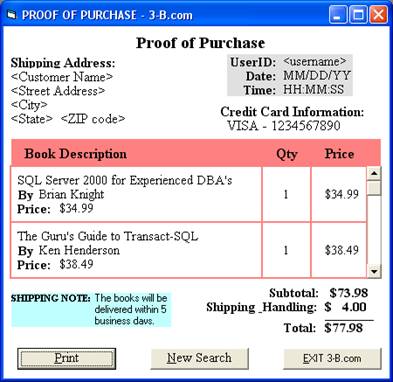 PROOF OF PURCHASE - 3-B.com
Proof of Purchase
Shipping Address:
<Customer Name>
<Street Address>
<City>
<State> <ZIP code>
UserID: <username>
Date: MM/DD/YY
Time: HH:MM:SS
Credit Card Information:
VISA - 1234567890
Book Description Qty Price
SQL Server 2000 for Experienced DBA's
By Brian Knight
Price: $34.99
1 $34.99
The Guru's Guide to Transact-SQL
By Ken Henderson
Price: $38.49
1 $38.49
SHIPPING NOTE: The books will be
delivered within 5
business days.
Subtotal: $73.98
Shipping_Handling: $ 4.00
Total: $77.98
Print
New Search
EXIT 3-B.com